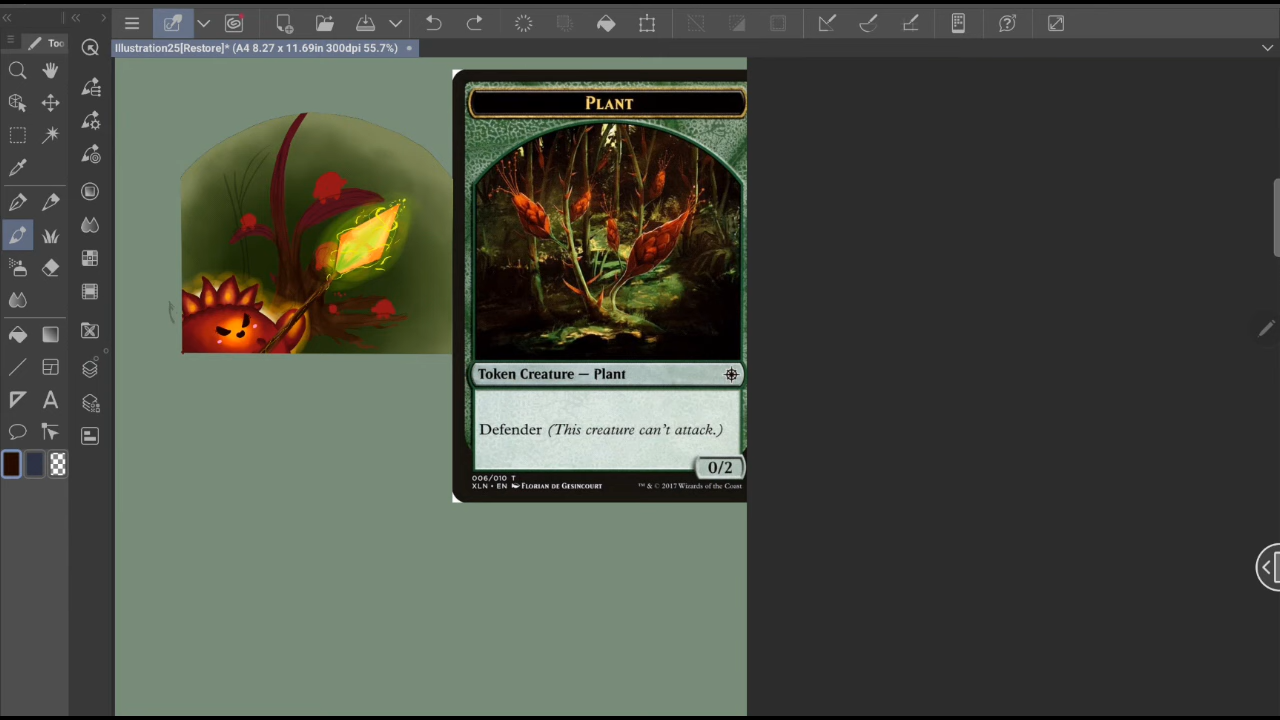 Too
Illustration25[Restore]* (A4 8.27 x 11.69in 300dpi 55.7%)
PLANT
Token Creature — Plant
Defender (This creature can't attack.)
0/2
006/010 T
XLN • EN FLORIAN DE GESINCOURT
™ & © 2017 Wizards of the Coast